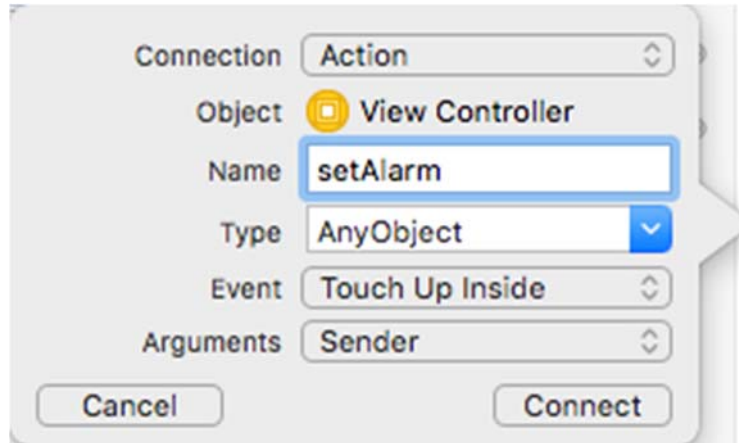 Connection Action
Object View Controller
Name setAlarm
Type AnyObject
Event Touch Up Inside
Arguments Sender
Cancel Connect